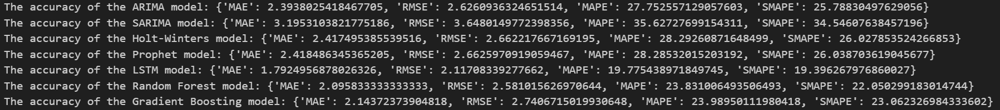 The accuracy of the ARIMA model: {'MAE': 2.3938025418467705, 'RMSE': 2.6260936324651514, 'MAPE': 27.752557129057603, 'SMAPE': 25.78830497629056}
The accuracy of the SARIMA model: {'MAE': 3.1953103821775186, 'RMSE': 3.6480149772398356, 'MAPE': 35.62727699154311, 'SMAPE': 34.54607638457196}
The accuracy of the Holt-Winters model: {'MAE': 2.417495385539516, 'RMSE': 2.662217667169195, 'MAPE': 28.29260871648499, 'SMAPE': 26.027853524266853}
The accuracy of the Prophet model: {'MAE': 2.418486345365205, 'RMSE': 2.6625970919059467, 'MAPE': 28.28532015203192, 'SMAPE': 26.038703619045677}
The accuracy of the LSTM model: {'MAE': 1.7924956878026326, 'RMSE': 2.11708339277662, 'MAPE': 19.775438971849745, 'SMAPE': 19.396267976860027}
The accuracy of the Random Forest model: {'MAE': 2.095833333333333, 'RMSE': 2.581015626970644, 'MAPE': 23.831006493506493, 'SMAPE': 22.050299183014744}
The accuracy of the Gradient Boosting model: {'MAE': 2.14372373904818, 'RMSE': 2.7406715019930648, 'MAPE': 23.98950111980418, 'SMAPE': 23.062326984333602}